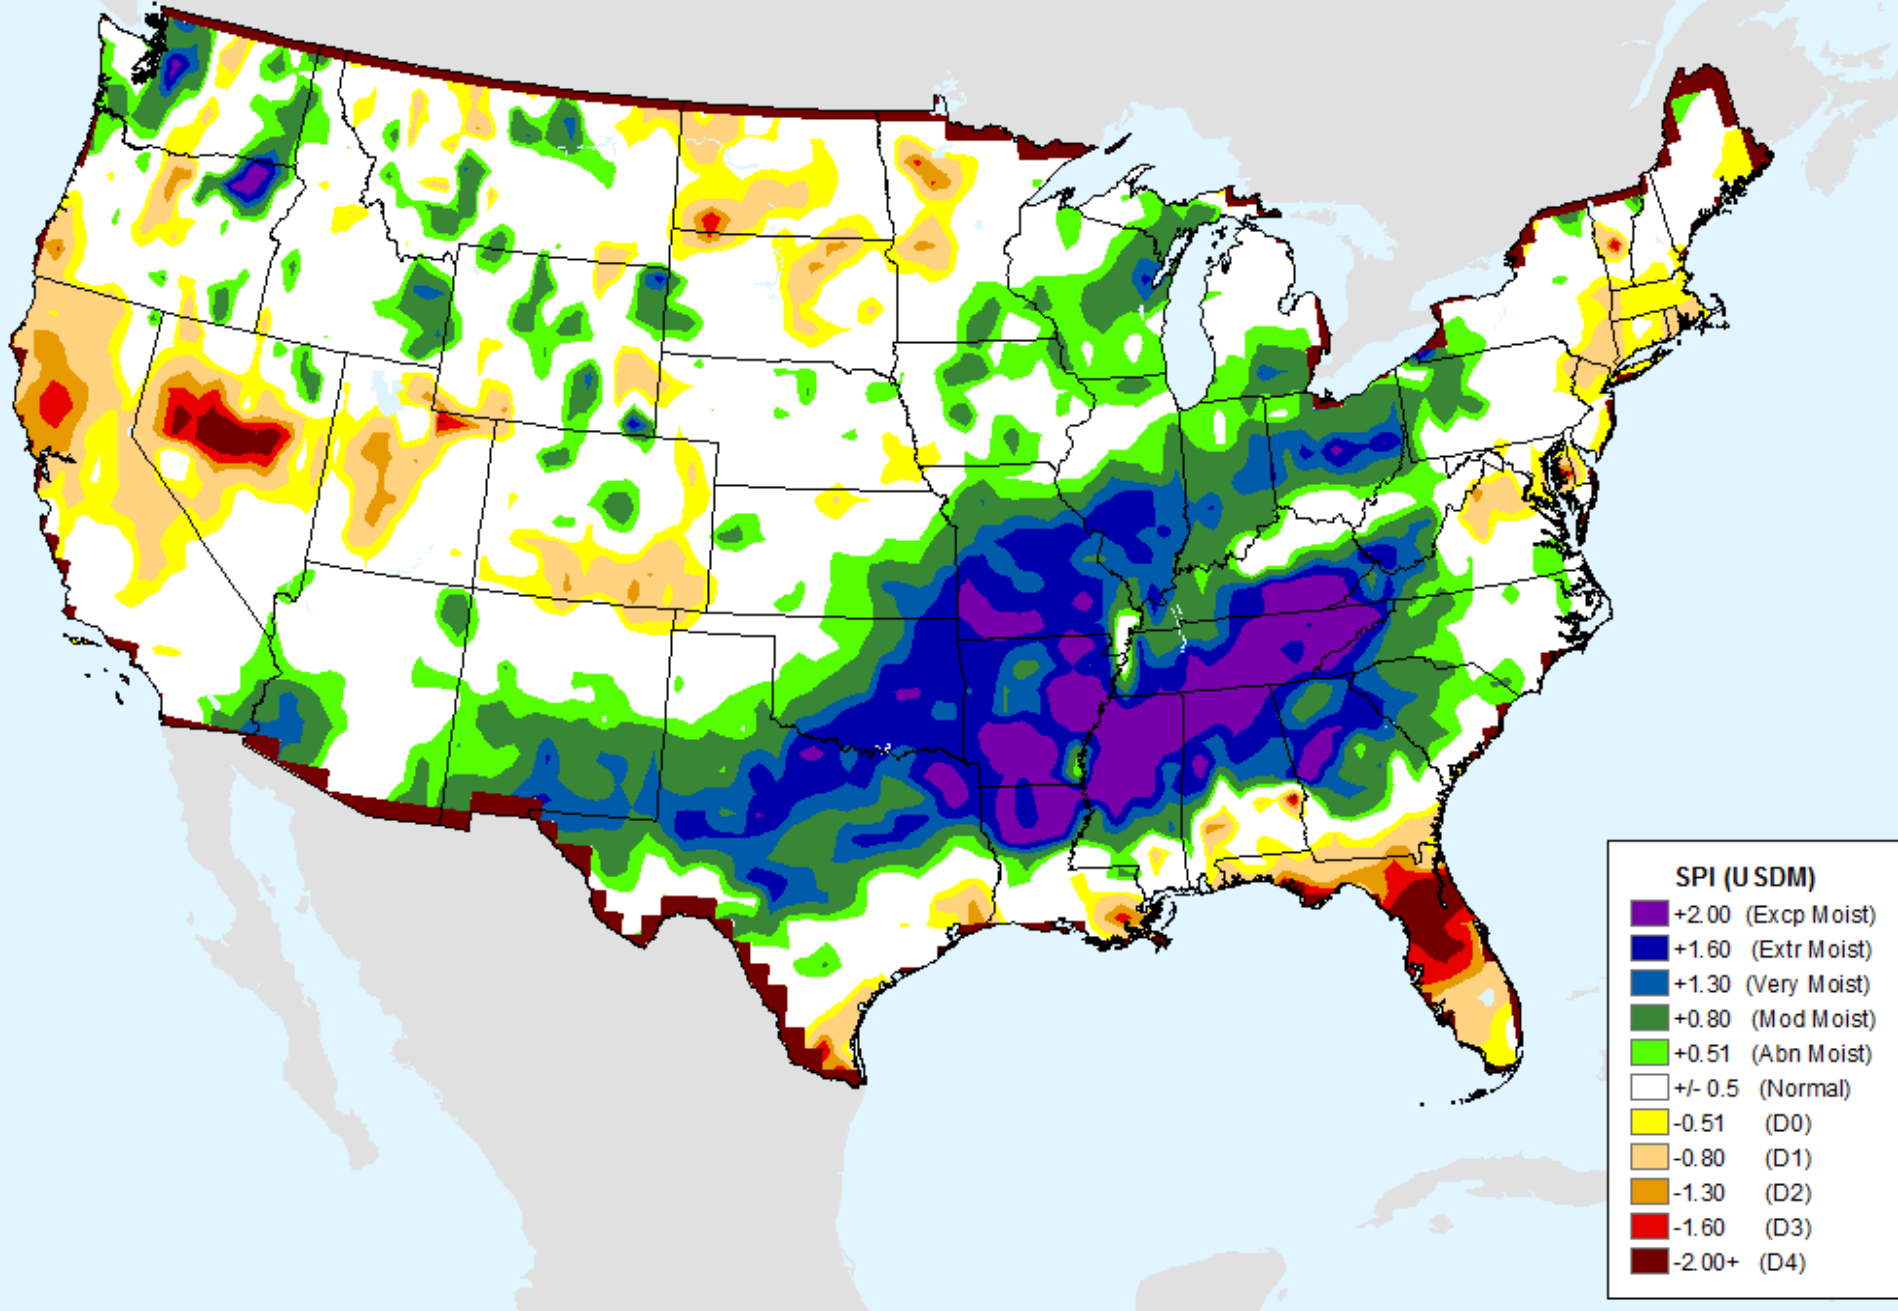 SPI (USDM)
+2.00 (Excp Moist)
+1.60 (Extr Moist)
+1.30 (Very Moist)
+0.80 (Mod Moist)
+0.51 (Abn Moist)
+/- 0.5 (Normal)
-0.51 (D0)
-0.80 (D1)
-1.30 (D2)
-1.60 (D3)
-2.00+ (D4)